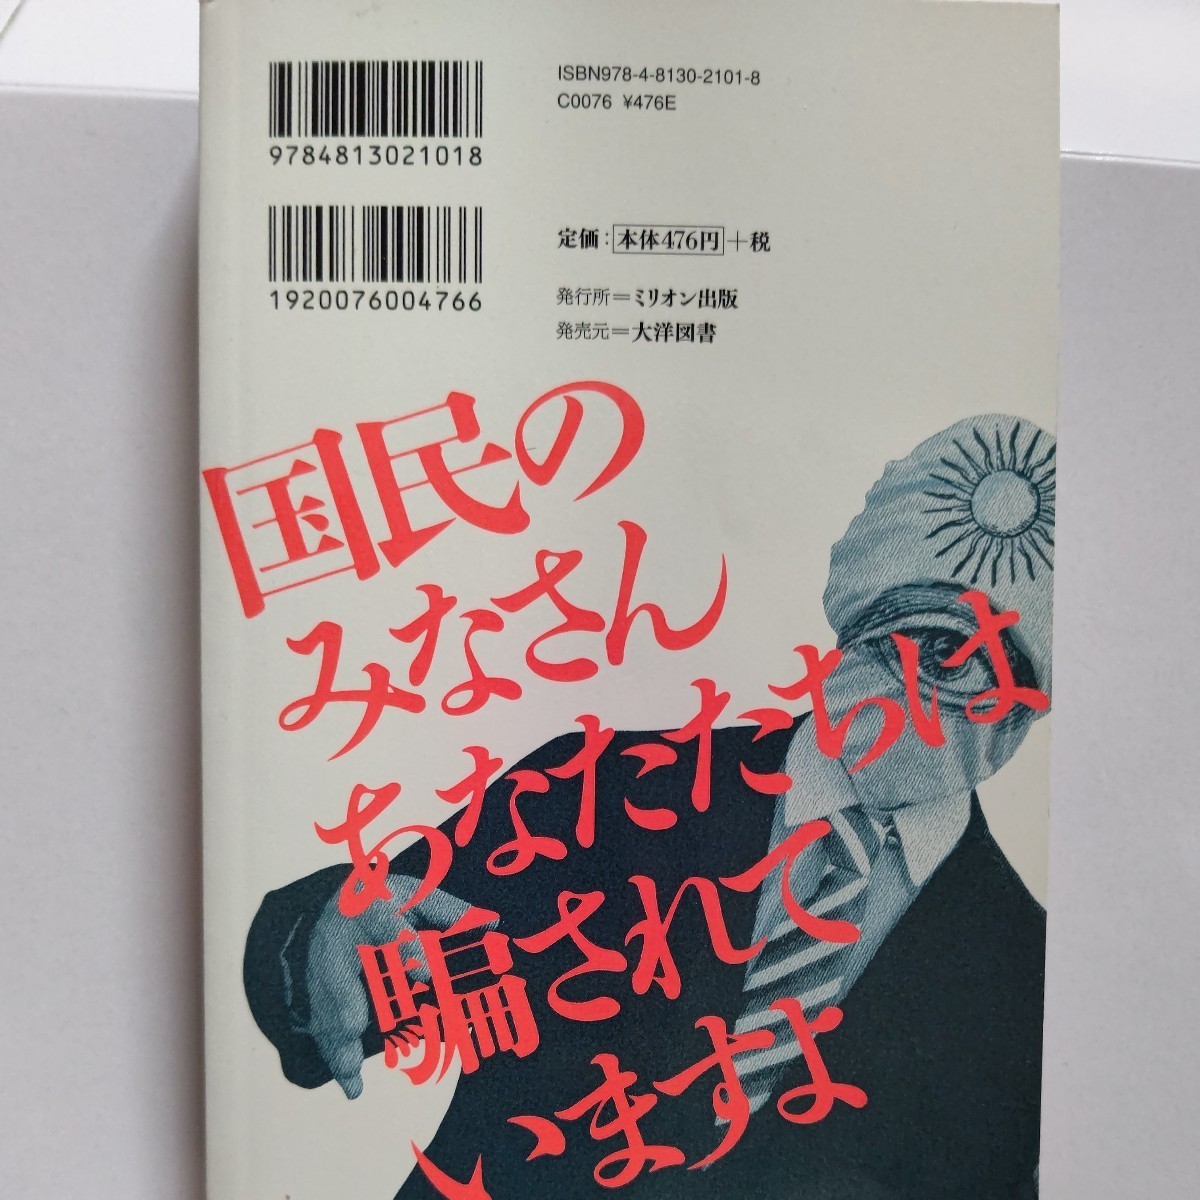 ISBN978-4-8130-2101-8
C0076 ¥476E
9784813021018
1920076004766
定価：本体476円＋税
発行所＝ミリオン出版
発売元＝大洋図書
国民の
みなさん
あなたたちは
騙されて
いますよ